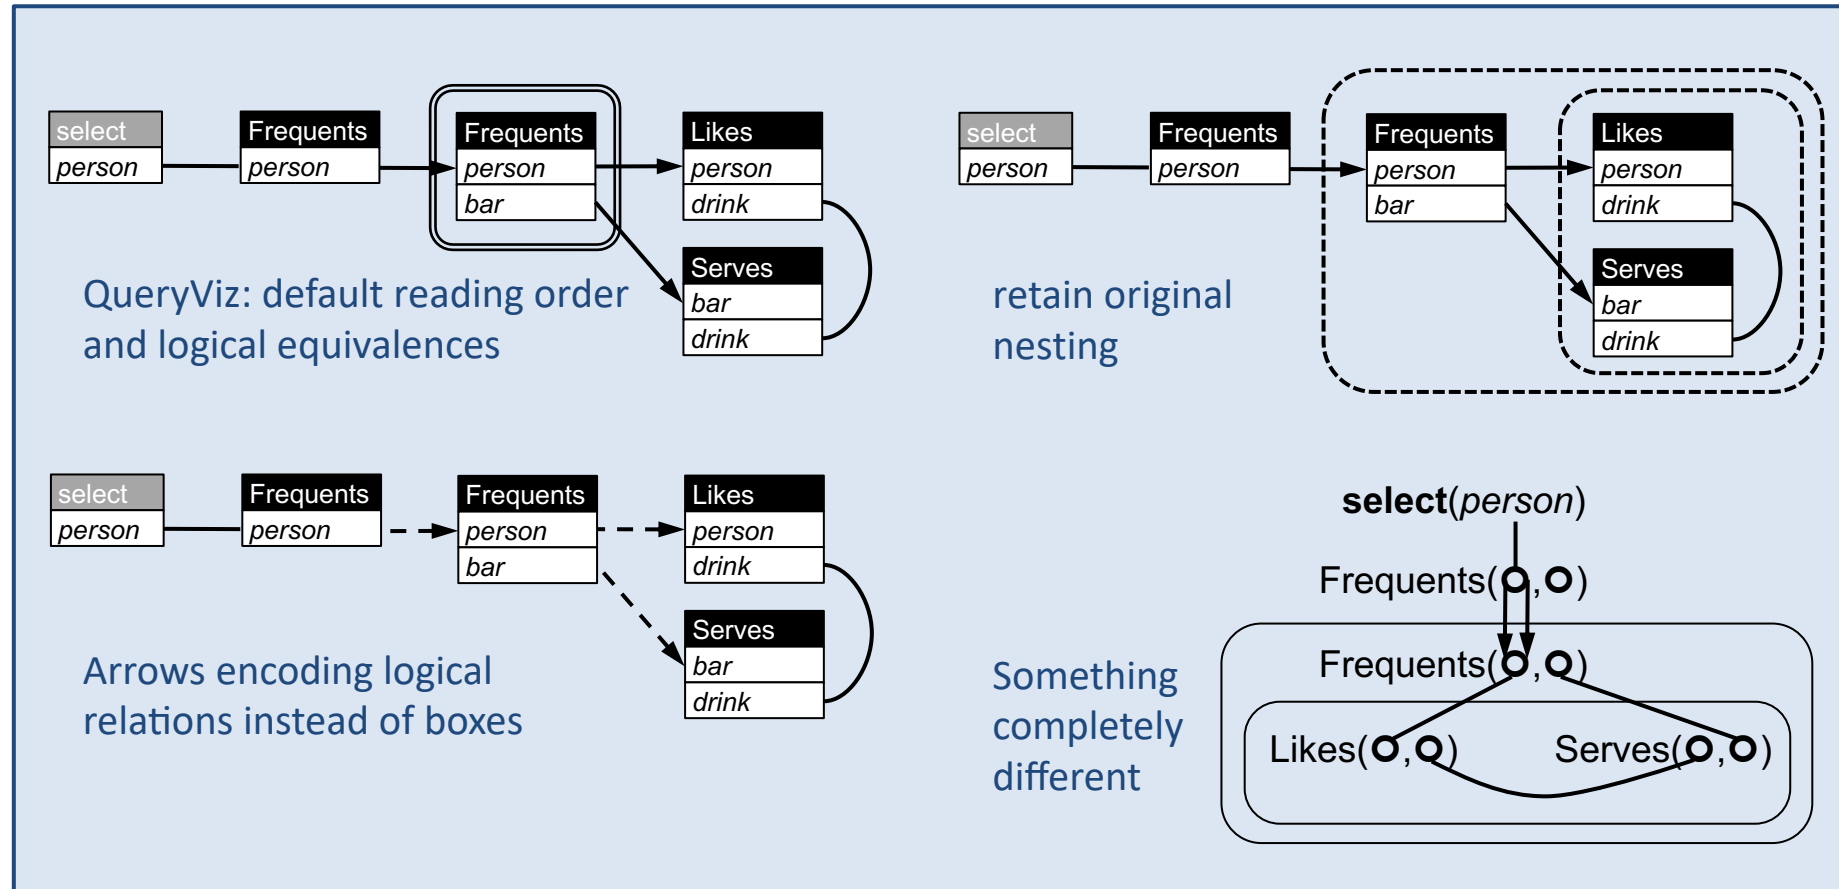 select
person
Frequents
person
Frequents
person
bar
Likes
person
drink
Serves
bar
drink
QueryViz: default reading order
and logical equivalences
select
person
Frequents
person
Frequents
person
bar
Likes
person
drink
Serves
bar
drink
retain original
nesting
select
person
Frequents
person
Frequents
person
bar
Likes
person
drink
Serves
bar
drink
Arrows encoding logical
relations instead of boxes
select(person)
Frequents( , )
Frequents( , )
Likes( , )
Serves( , )
Something
completely
different